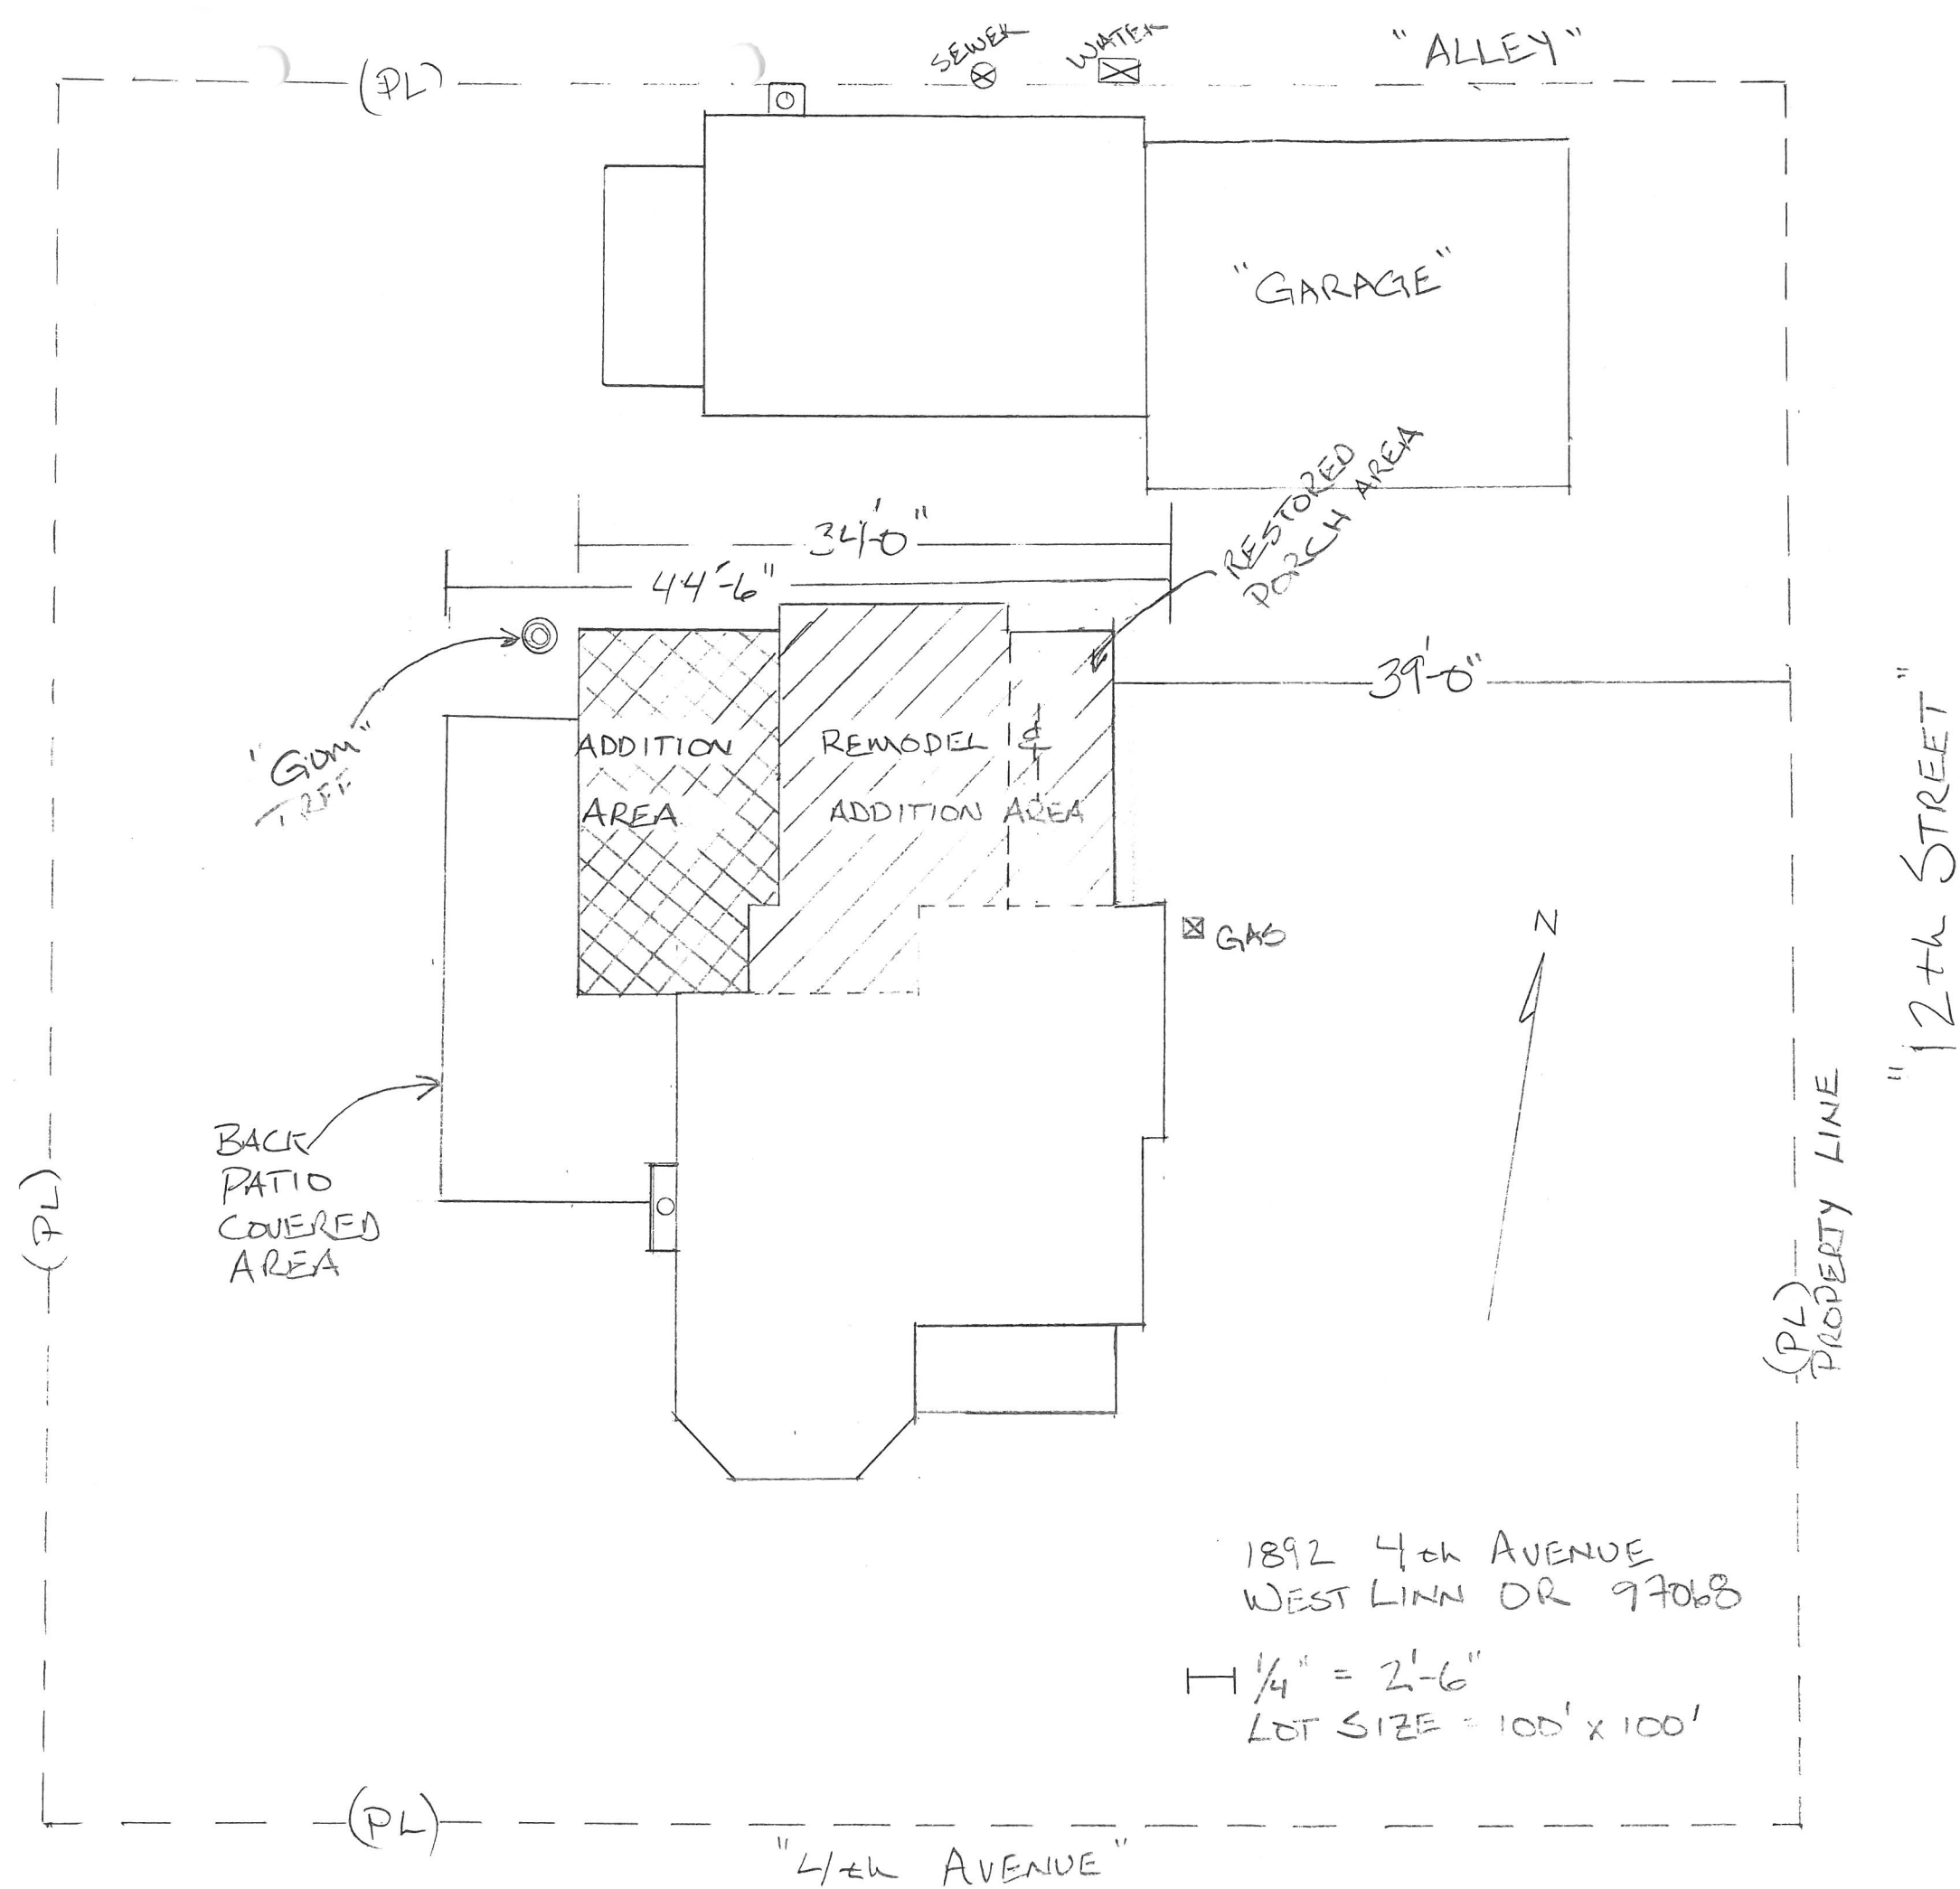 SEWER
WATER
"ALLEY"
(PL)
"GARAGE"
RESTORED
PORCH AREA
34'-0"
44'-6"
39'-0"
"GUM"
TREE
ADDITION
AREA
REMODEL &
ADDITION AREA
"12th STREET"
GAS
N
BACK
PATIO
COVERED
AREA
(PL)
(PL)
PROPERTY LINE
1892 4th AVENUE
WEST LINN OR 97068
1/4" = 2'-6"
LOT SIZE = 100' x 100'
(PL)
"4th AVENUE"